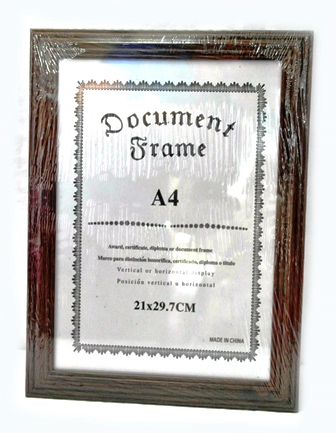 Document
Frame
A4
Award, certificate, diploma or document frame
Marco para distinción honorífica, certificado, diploma o título
Vertical or horizontal display
Posición vertical u horizontal
21x29.7CM
MADE IN CHINA